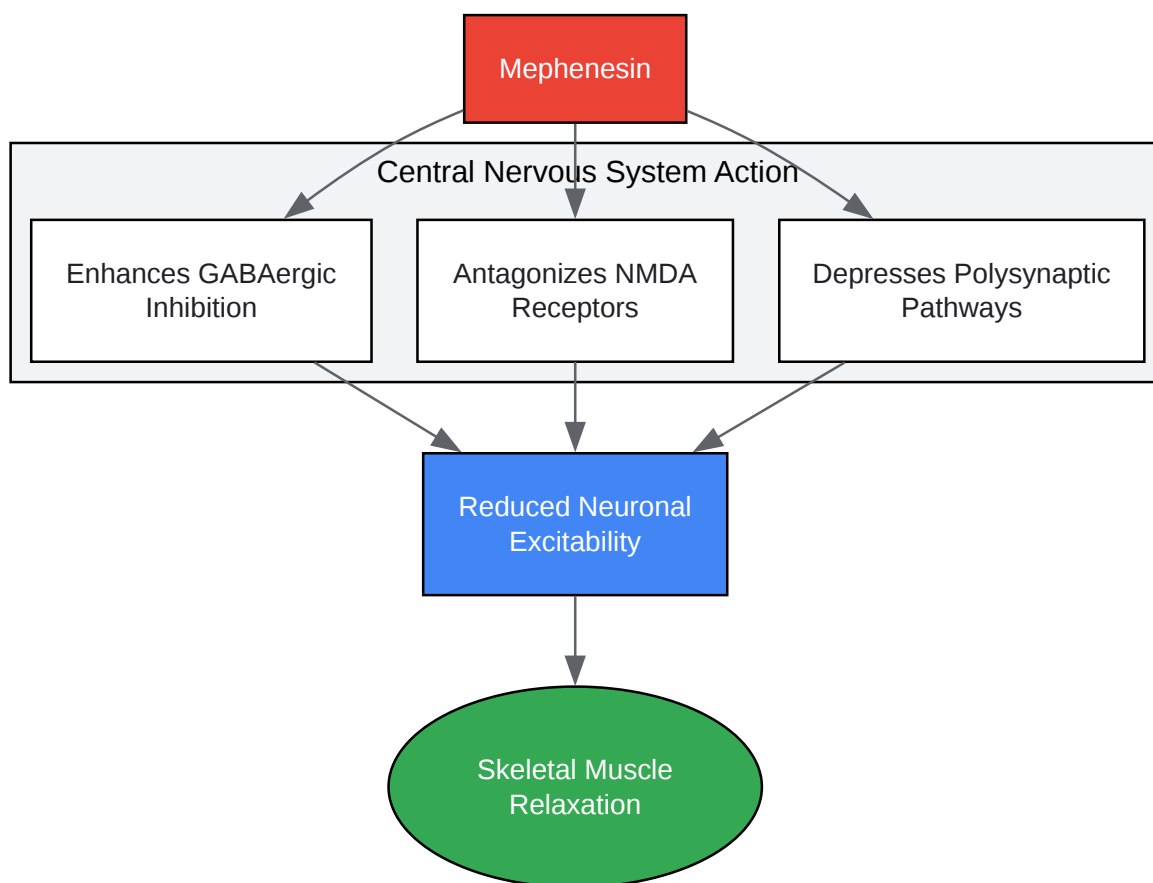 Mephenesin
Central Nervous System Action
Enhances GABAergic
Inhibition
Antagonizes NMDA
Receptors
Depresses Polysynaptic
Pathways
Reduced Neuronal
Excitability
Skeletal Muscle
Relaxation